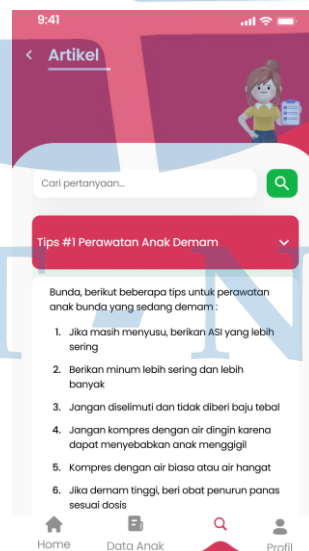 9:41
Artikel
Cari pertanyaan...
Tips #1 Perawatan Anak Demam
Bunda, berikut beberapa tips untuk perawatan
anak bunda yang sedang demam :
1. Jika masih menyusu, berikan ASI yang lebih
sering
2. Berikan minum lebih sering dan lebih
banyak
3. Jangan diselimuti dan tidak diberi baju tebal
4. Jangan kompres dengan air dingin karena
dapat menyebabkan anak menggigil
5. Kompres dengan air biasa atau air hangat
6. Jika demam tinggi, beri obat penurun panas
sesuai dosis
Home Data Anak Profil